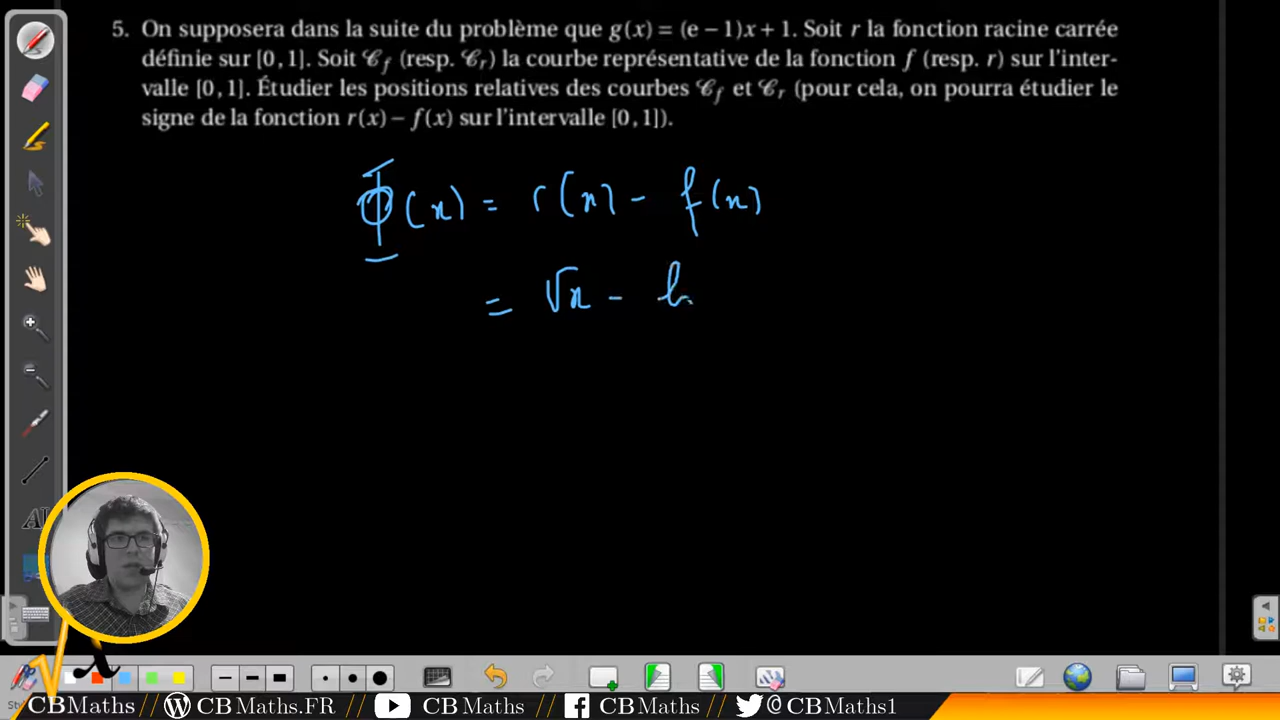 5. On supposera dans la suite du problème que g(x) = (e − 1)x + 1. Soit r la fonction racine carrée
définie sur [0, 1]. Soit 𝒞f (resp. 𝒞r) la courbe représentative de la fonction f (resp. r) sur l'inter-
valle [0, 1]. Étudier les positions relatives des courbes 𝒞f et 𝒞r (pour cela, on pourra étudier le
signe de la fonction r(x) − f(x) sur l'intervalle [0, 1]).
Φ(x) = r(x) - f(x)
= √x - ln
AI
√x
CBMaths CBMaths.FR CBMaths CBMaths @CBMaths1